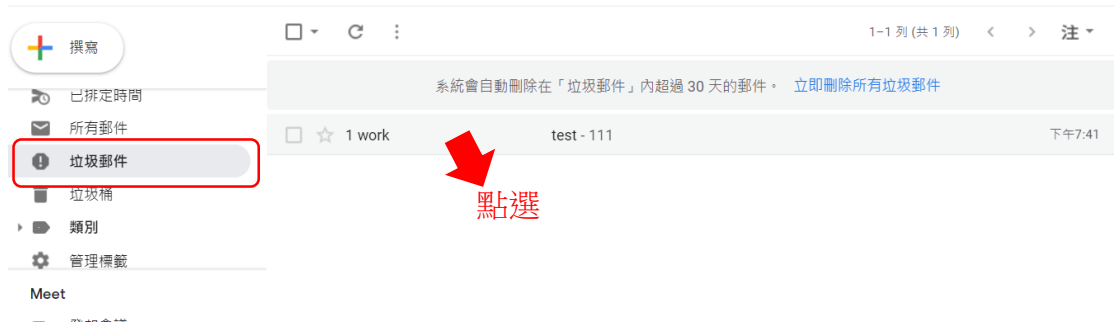 撰寫
1-1 列 (共 1 列)
注
已排定時間
系統會自動刪除在「垃圾郵件」內超過 30 天的郵件。 立即刪除所有垃圾郵件
所有郵件
1 work test - 111 下午7:41
垃圾郵件
垃圾桶
點選
類別
管理標籤
Meet